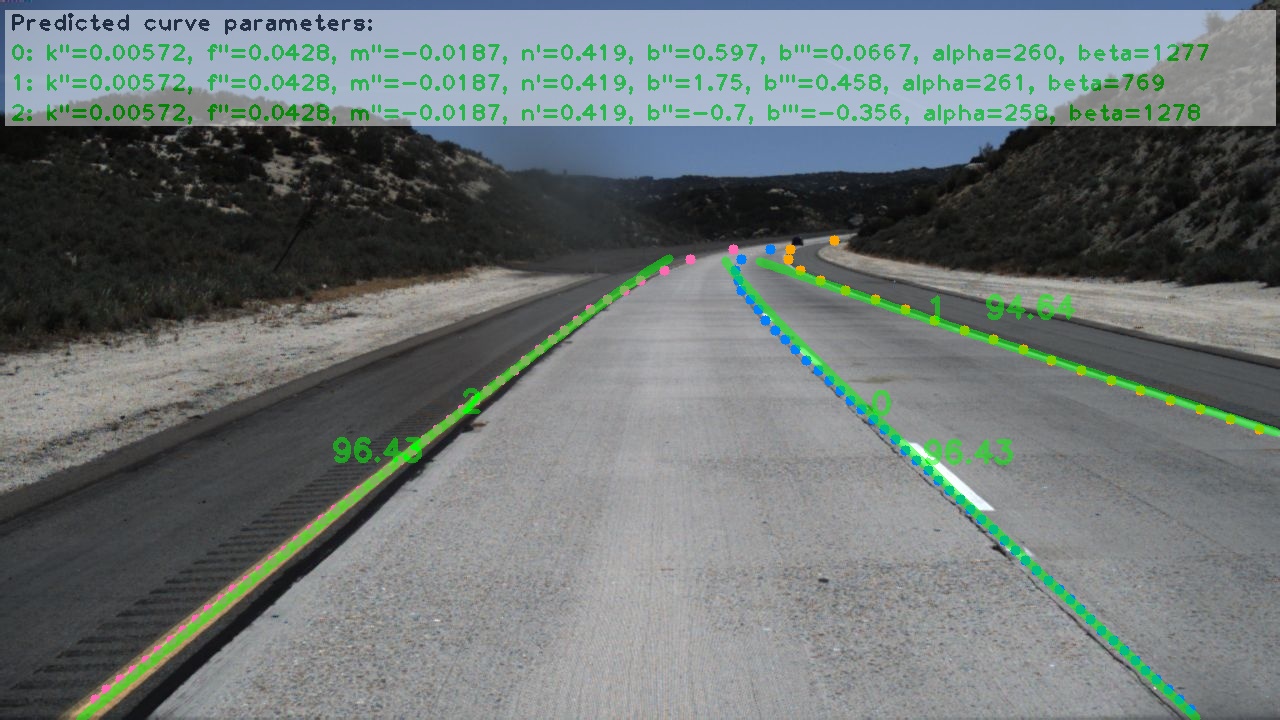 Predicted curve parameters:
0: k''=0.00572, f''=0.0428, m''=-0.0187, n'=0.419, b''=0.597, b'''=0.0667, alpha=260, beta=1277
1: k''=0.00572, f''=0.0428, m''=-0.0187, n'=0.419, b''=1.75, b'''=0.458, alpha=261, beta=769
2: k''=0.00572, f''=0.0428, m''=-0.0187, n'=0.419, b''=-0.7, b'''=-0.356, alpha=258, beta=1278
1 94.64
2 0
96.43 96.43